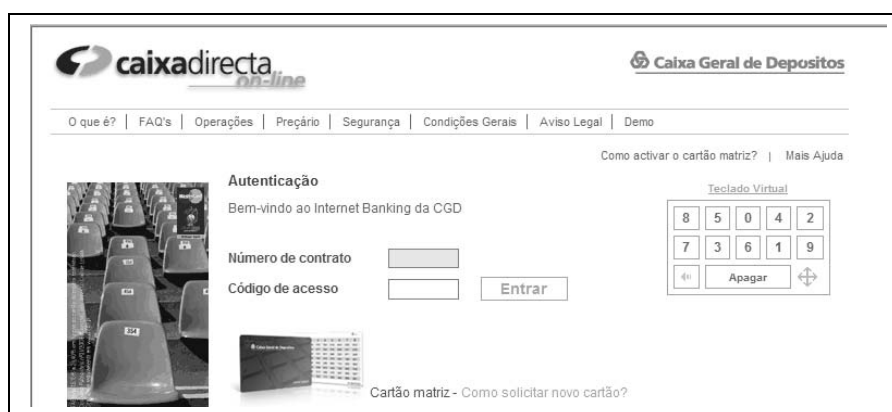 caixadirecta
on-line
Caixa Geral de Depositos
O que é? | FAQ's | Operações | Preçário | Segurança | Condições Gerais | Aviso Legal | Demo
Como activar o cartão matriz? | Mais Ajuda
Autenticação
Bem-vindo ao Internet Banking da CGD
Número de contrato
Código de acesso
Entrar
Teclado Virtual
8 5 0 4 2
7 3 6 1 9
Apagar
354
Cartão matriz - Como solicitar novo cartão?